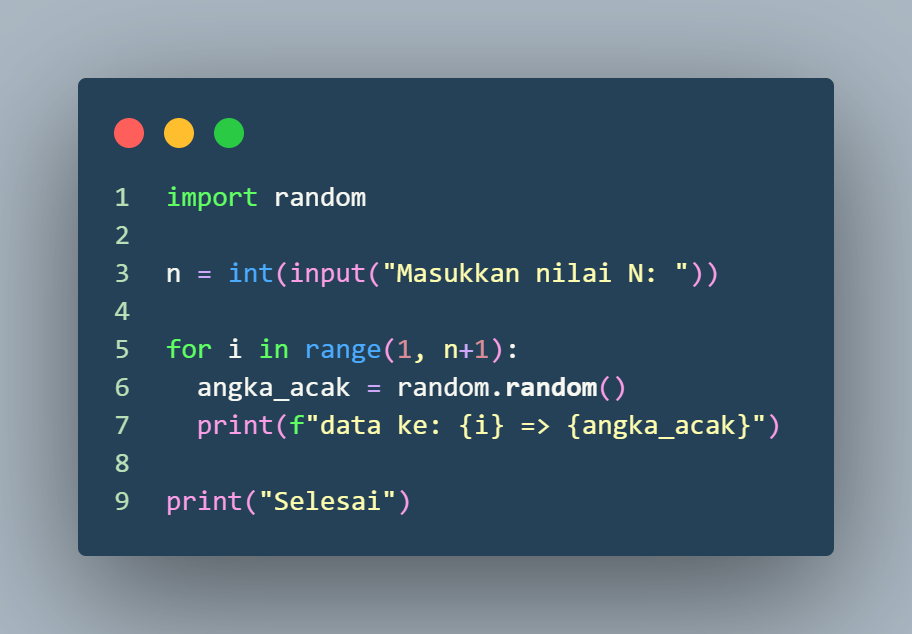 1 import random
2
3 n = int(input("Masukkan nilai N: "))
4
5 for i in range(1, n+1):
6   angka_acak = random.random()
7   print(f"data ke: {i} => {angka_acak}")
8
9 print("Selesai")